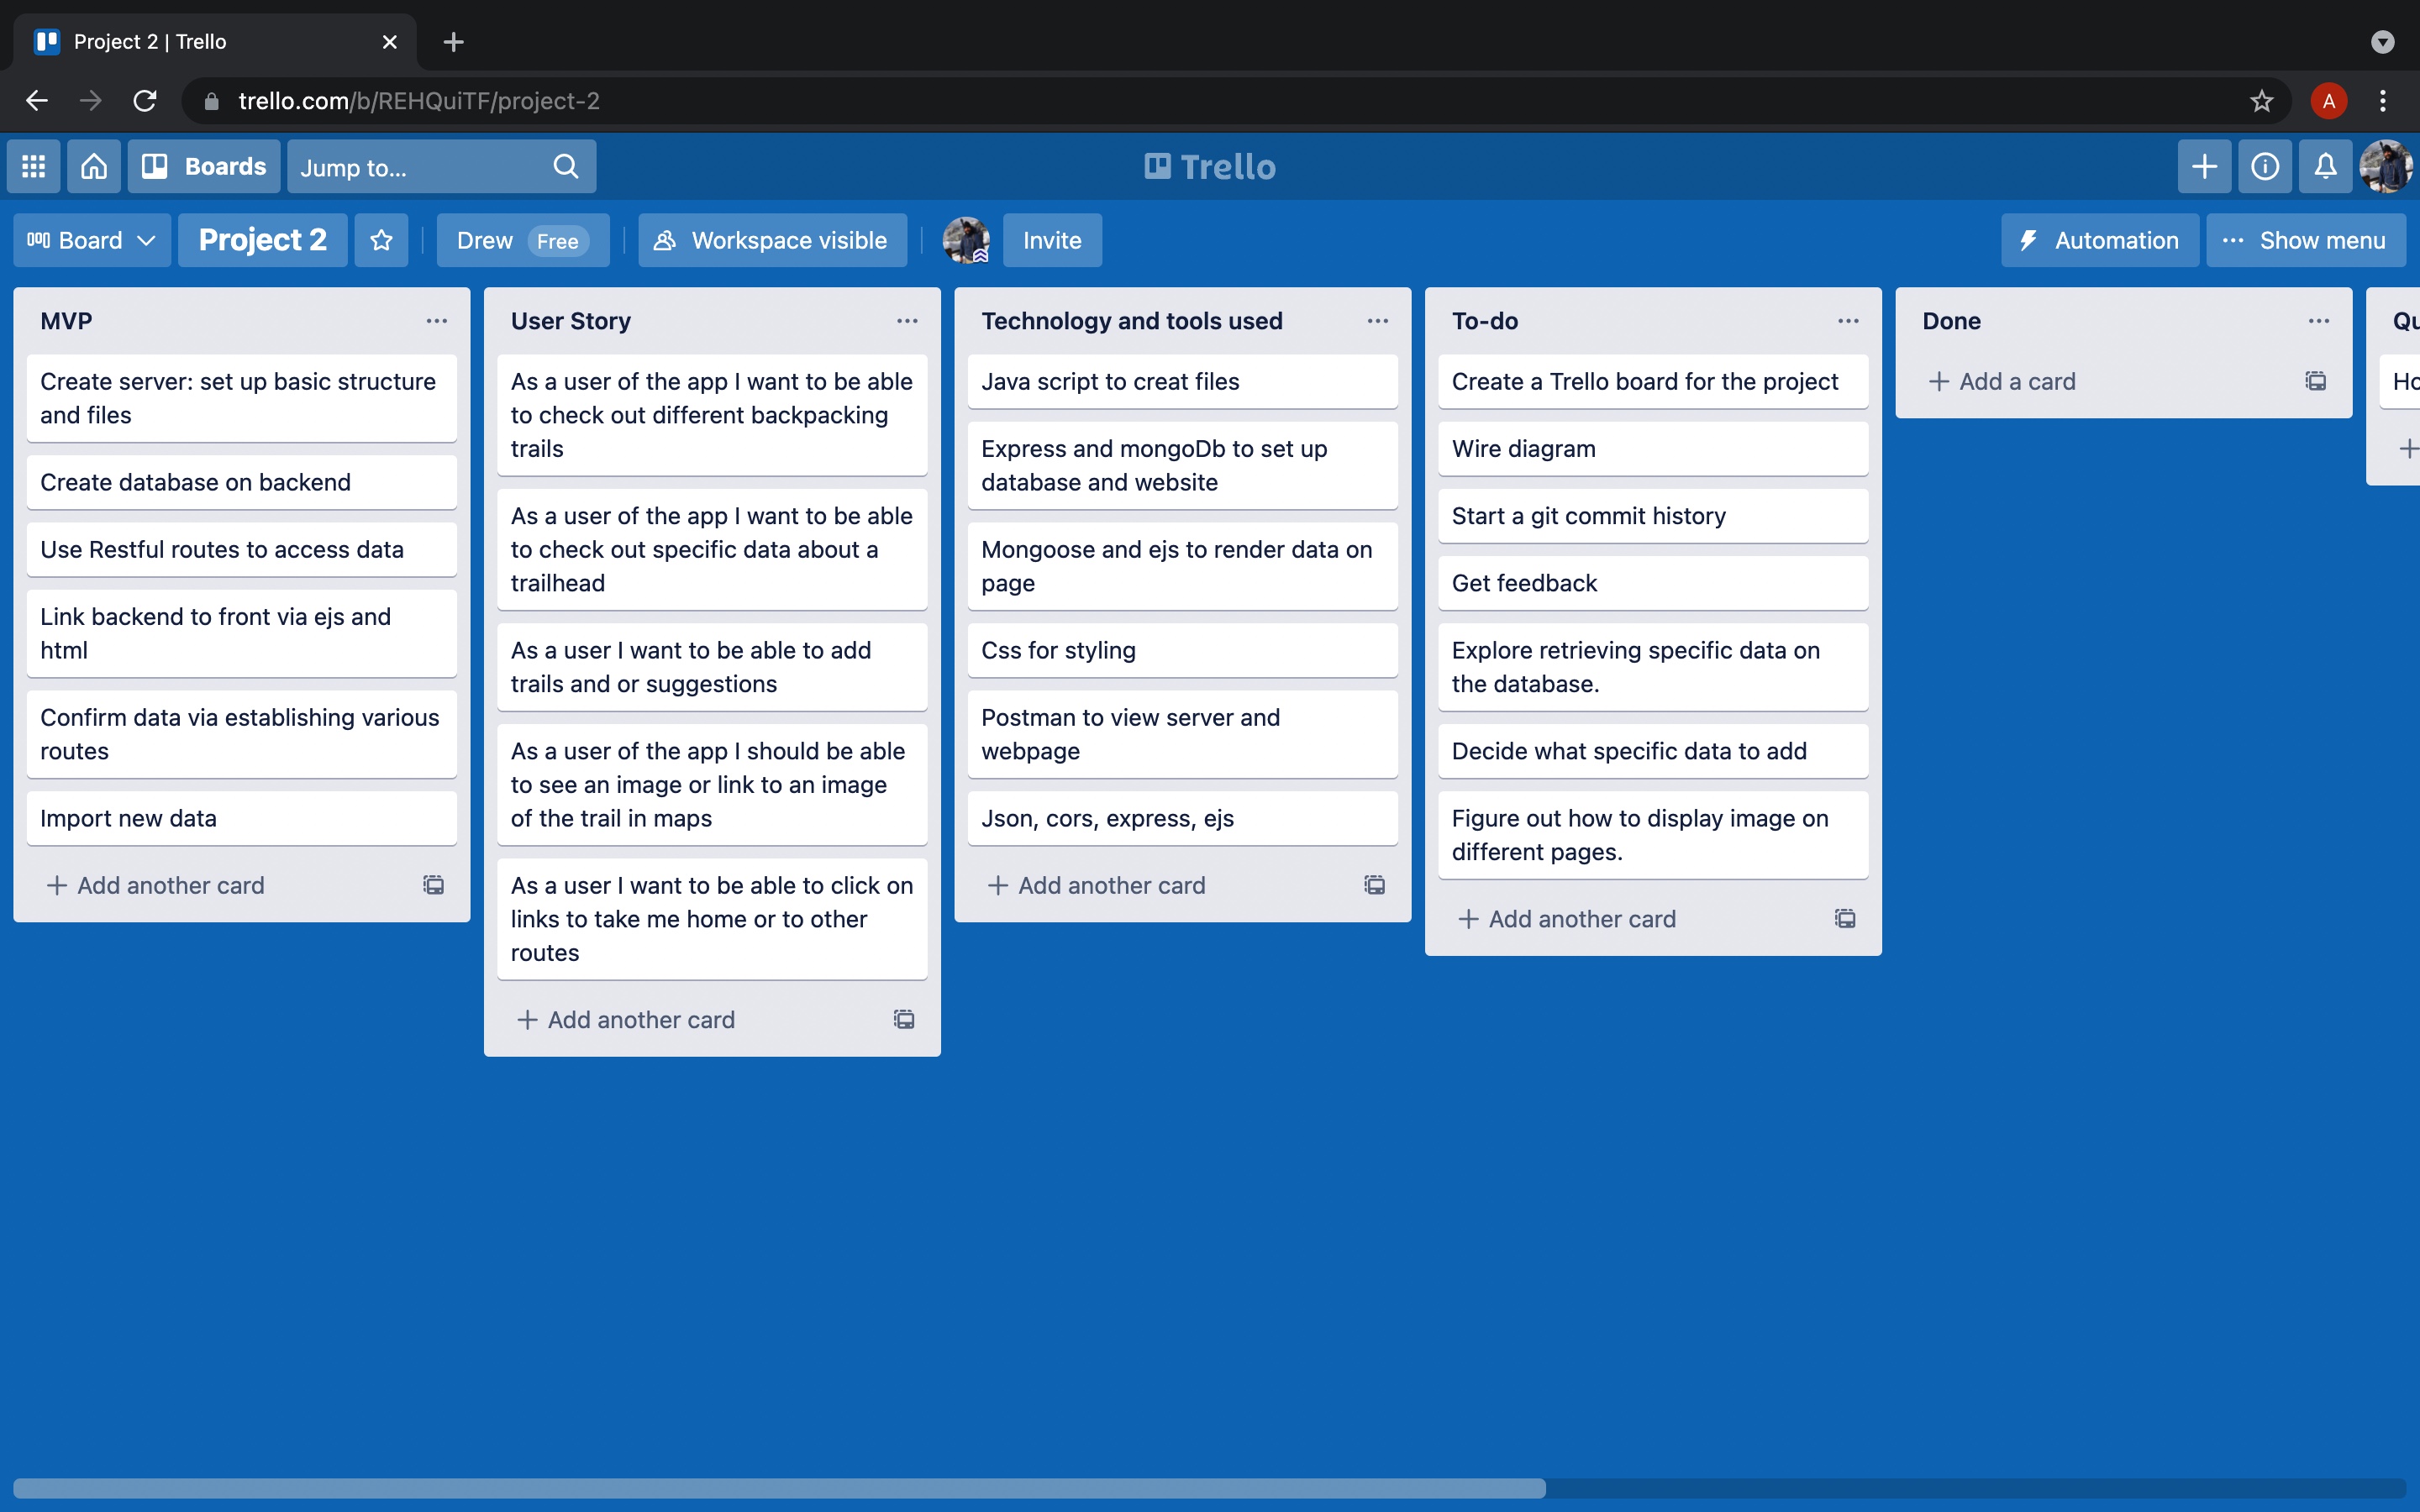 Project 2 | Trello
trello.com/b/REHQuiTF/project-2
A
Boards
Jump to...
Trello
Board
Project 2
Drew Free
Workspace visible
Invite
Automation
Show menu
MVP
Create server: set up basic structure
and files
Create database on backend
Use Restful routes to access data
Link backend to front via ejs and
html
Confirm data via establishing various
routes
Import new data
Add another card
User Story
As a user of the app I want to be able
to check out different backpacking
trails
As a user of the app I want to be able
to check out specific data about a
trailhead
As a user I want to be able to add
trails and or suggestions
As a user of the app I should be able
to see an image or link to an image
of the trail in maps
As a user I want to be able to click on
links to take me home or to other
routes
Add another card
Technology and tools used
Java script to creat files
Express and mongoDb to set up
database and website
Mongoose and ejs to render data on
page
Css for styling
Postman to view server and
webpage
Json, cors, express, ejs
Add another card
To-do
Create a Trello board for the project
Wire diagram
Start a git commit history
Get feedback
Explore retrieving specific data on
the database.
Decide what specific data to add
Figure out how to display image on
different pages.
Add another card
Done
Add a card